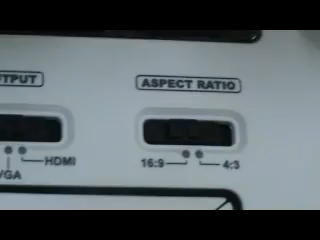 UTPUT
ASPECT RATIO
HDMI
VGA
16:9
4:3